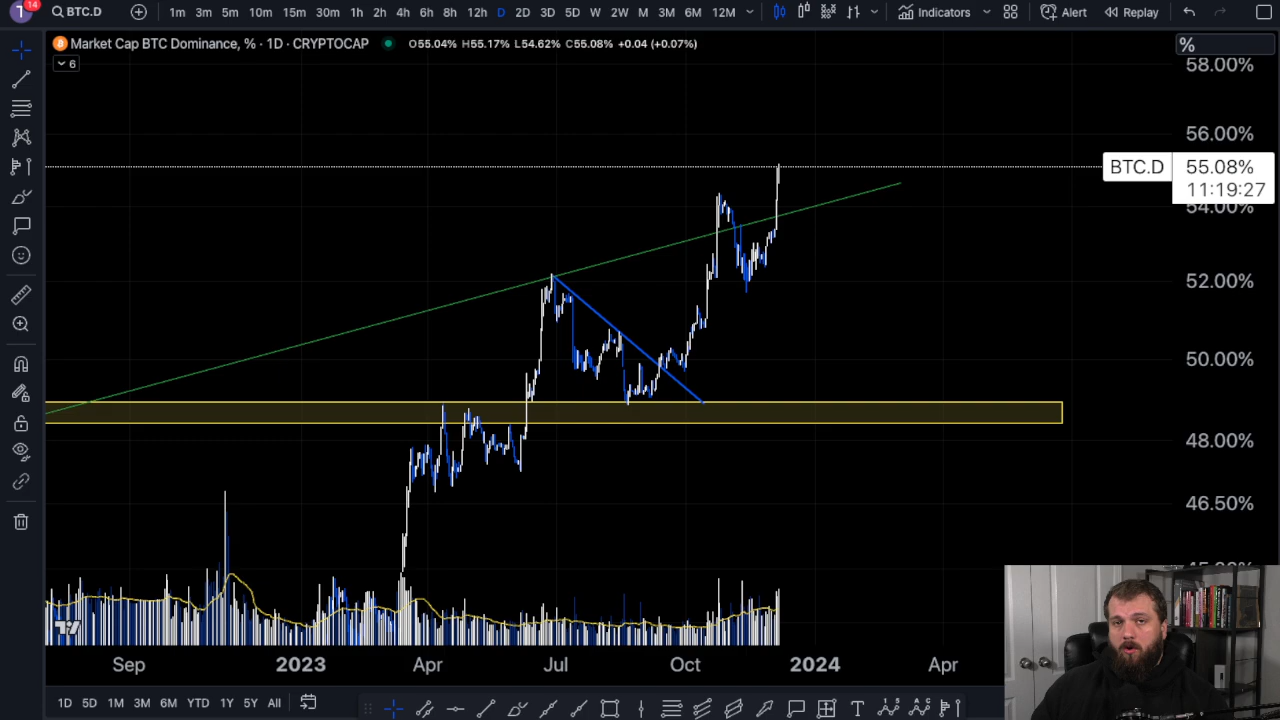 T 14 BTC.D 1m 3m 5m 10m 15m 30m 1h 2h 4h 6h 8h 12h D 2D 3D 5D W 2W M 3M 6M 12M Indicators Alert Replay
Market Cap BTC Dominance, % · 1D · CRYPTOCAP O55.04% H55.17% L54.62% C55.08% +0.04 (+0.07%)
%
6
58.00%
56.00%
BTC.D 55.08%
11:19:27
54.00%
52.00%
50.00%
48.00%
46.50%
Sep 2023 Apr Jul Oct 2024 Apr
1D 5D 1M 3M 6M YTD 1Y 5Y All